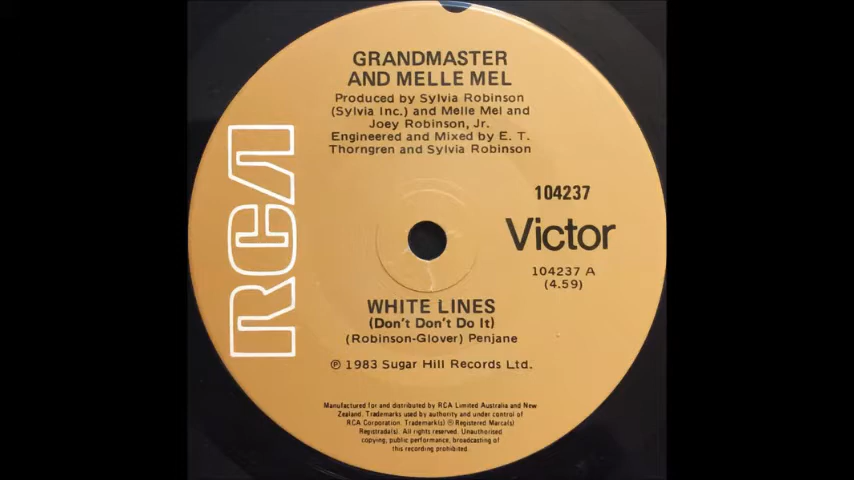 GRANDMASTER
AND MELLE MEL
Produced by Sylvia Robinson
(Sylvia Inc.) and Melle Mel and
Joey Robinson, Jr.
Engineered and Mixed by E. T.
Thorngren and Sylvia Robinson
RCA
104237
Victor
104237 A
(4.59)
WHITE LINES
(Don't Don't Do It)
(Robinson-Glover) Penjane
℗ 1983 Sugar Hill Records Ltd.
Manufactured for and distributed by RCA Limited Australia and New
Zealand. Trademarks used by authority and under control of
RCA Corporation. Trademark(s) ® Registered Marca(s)
Registrada(s). All rights reserved. Unauthorised
copying, public performance, broadcasting of
this recording prohibited.